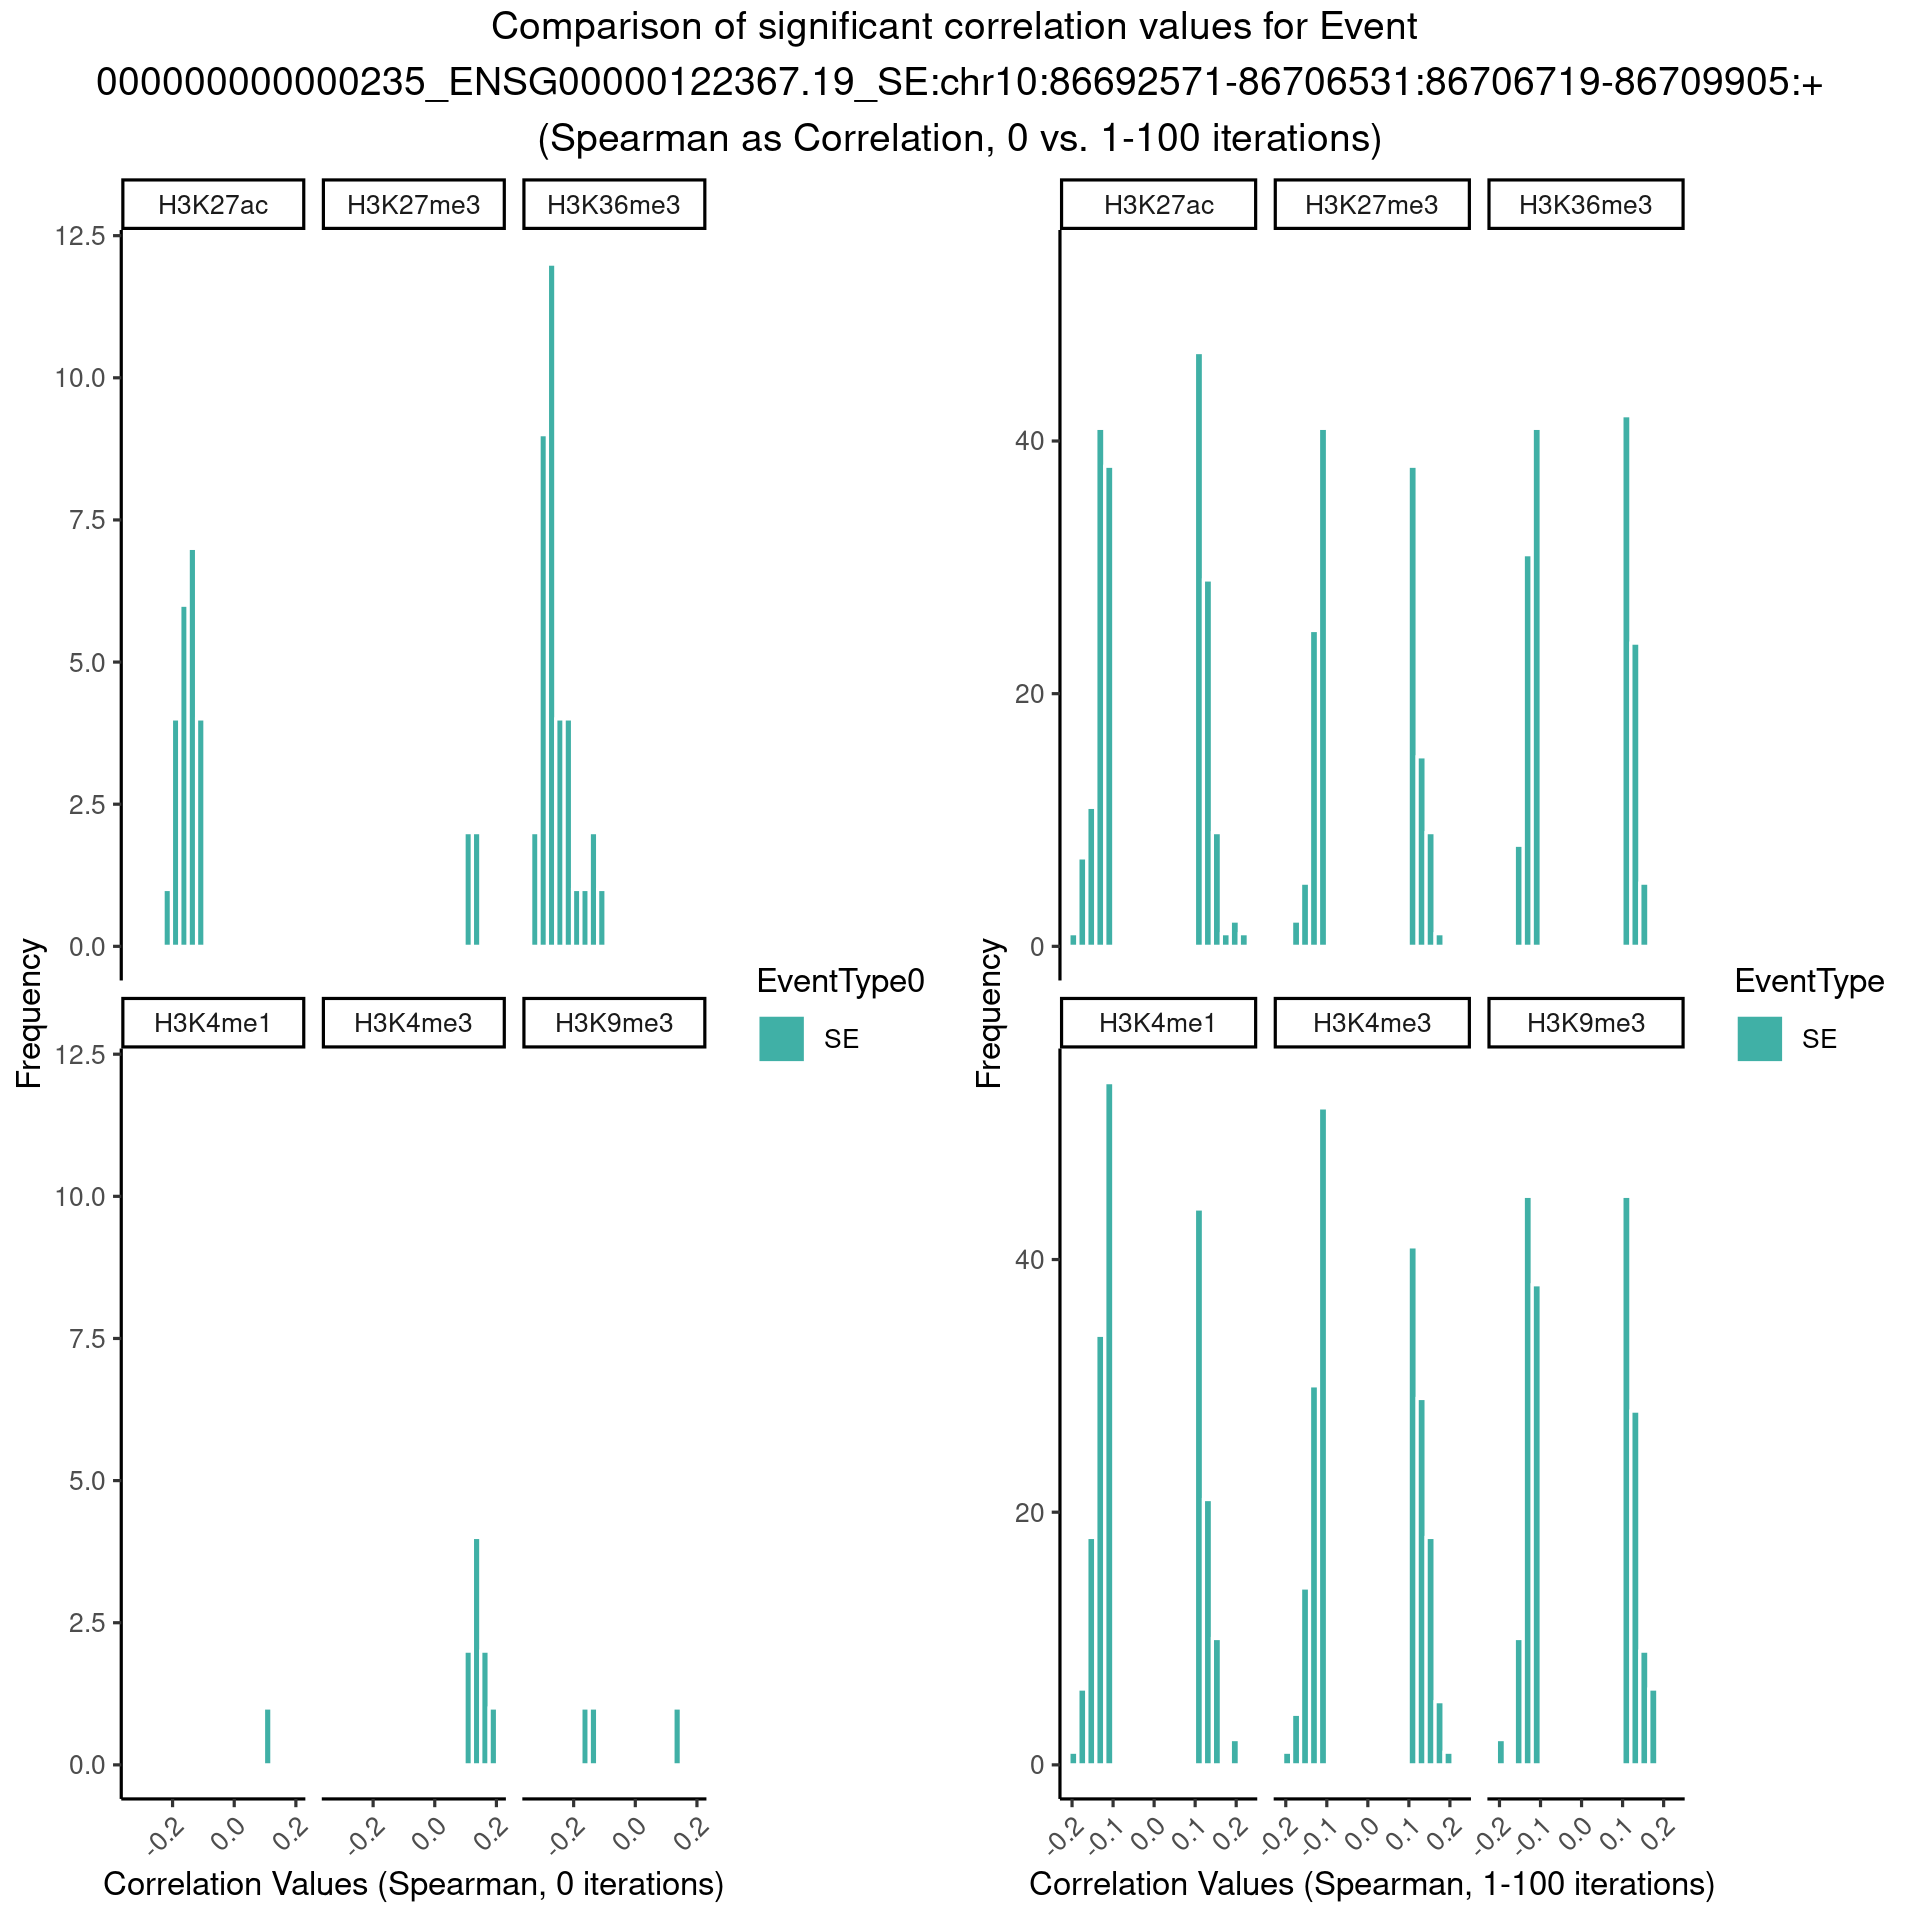 Comparison of significant correlation values for Event
000000000000235_ENSG00000122367.19_SE:chr10:86692571-86706531:86706719-86709905:+
(Spearman as Correlation, 0 vs. 1-100 iterations)
H3K27ac H3K27me3 H3K36me3
12.5
10.0
7.5
5.0
2.5
0.0
H3K4me1 H3K4me3 H3K9me3
12.5
10.0
7.5
5.0
2.5
0.0
-0.2 0.0 0.2 -0.2 0.0 0.2 -0.2 0.0 0.2
Frequency
Correlation Values (Spearman, 0 iterations)
EventType0
SE
H3K27ac H3K27me3 H3K36me3
40
20
0
H3K4me1 H3K4me3 H3K9me3
40
20
0
-0.2 -0.1 0.0 0.1 0.2 -0.2 -0.1 0.0 0.1 0.2 -0.2 -0.1 0.0 0.1 0.2
Frequency
Correlation Values (Spearman, 1-100 iterations)
EventType
SE